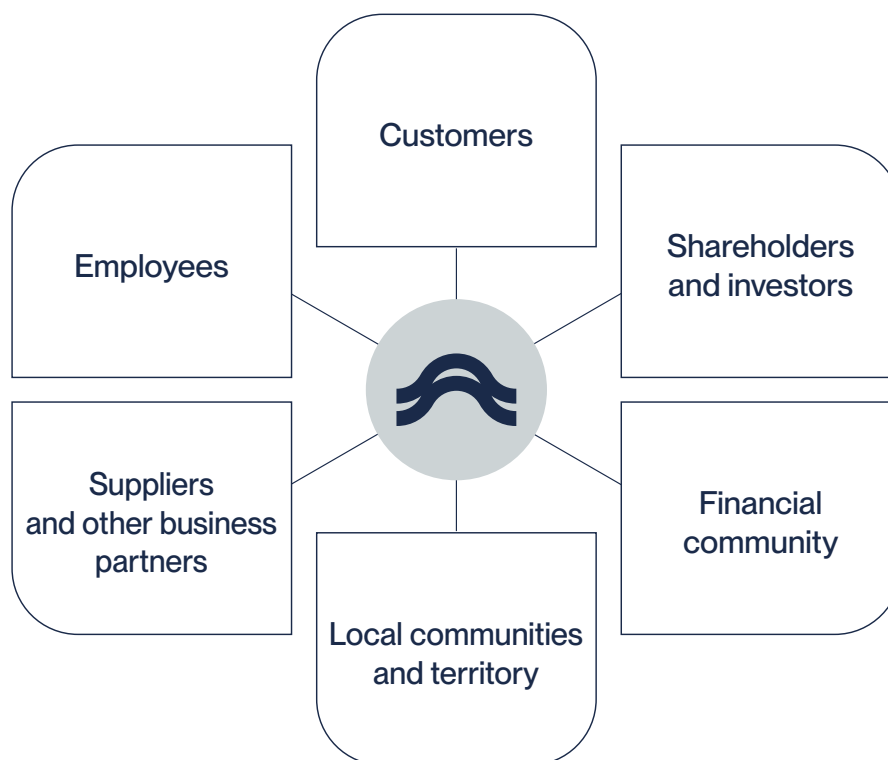 Customers
Employees
Shareholders
and investors
Suppliers
and other business
partners
Financial
community
Local communities
and territory